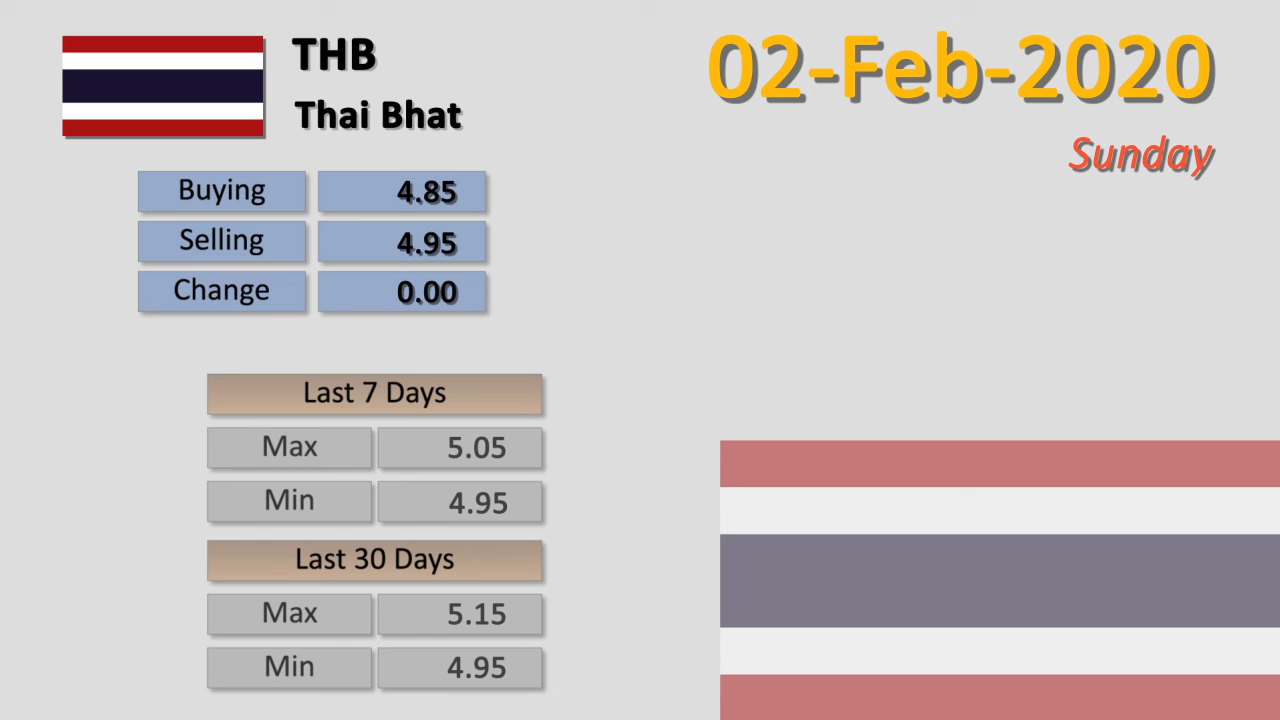 THB
Thai Bhat
02-Feb-2020
Sunday
Buying 4.85
Selling 4.95
Change 0.00
Last 7 Days
Max 5.05
Min 4.95
Last 30 Days
Max 5.15
Min 4.95